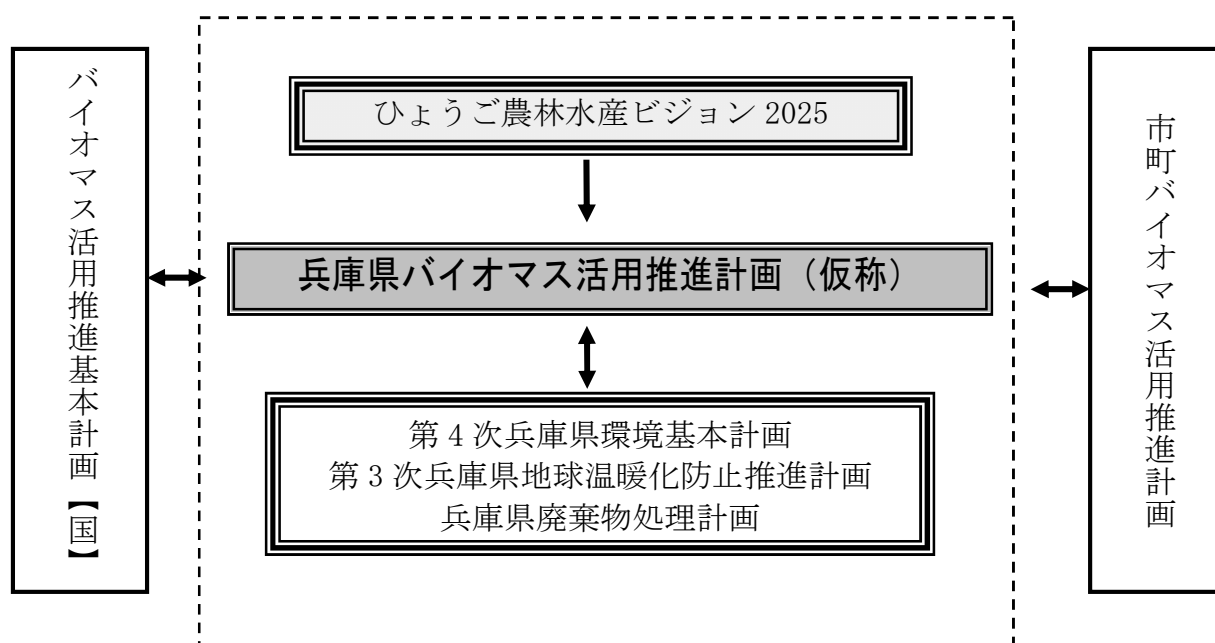 バイオマス活用推進基本計画【国】
ひょうご農林水産ビジョン 2025
兵庫県バイオマス活用推進計画（仮称）
第4次兵庫県環境基本計画
第3次兵庫県地球温暖化防止推進計画
兵庫県廃棄物処理計画
市町バイオマス活用推進計画